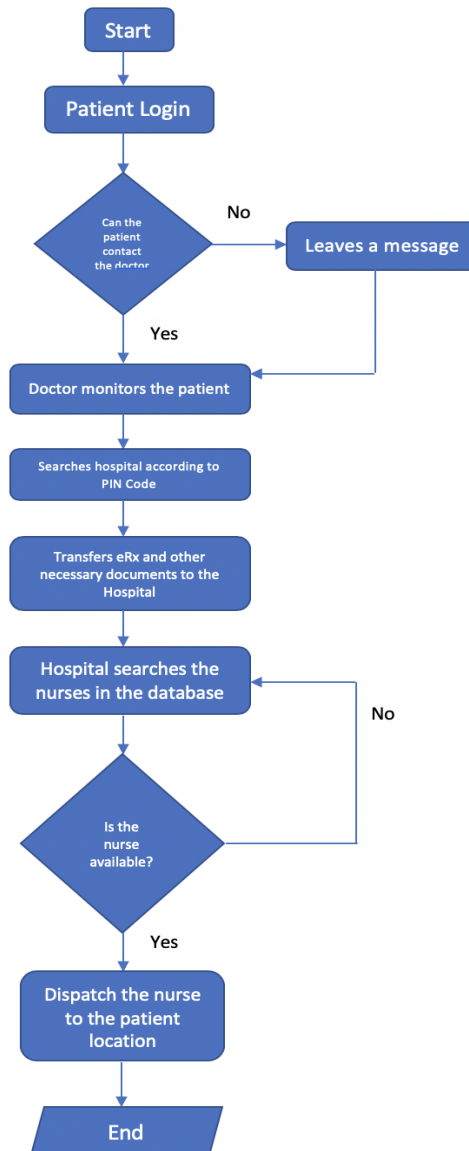 Start
Patient Login
Can the
patient
contact
the doctor
No
Leaves a message
Yes
Doctor monitors the patient
Searches hospital according to
PIN Code
Transfers eRx and other
necessary documents to the
Hospital
Hospital searches the
nurses in the database
No
Is the
nurse
available?
Yes
Dispatch the nurse
to the patient
location
End